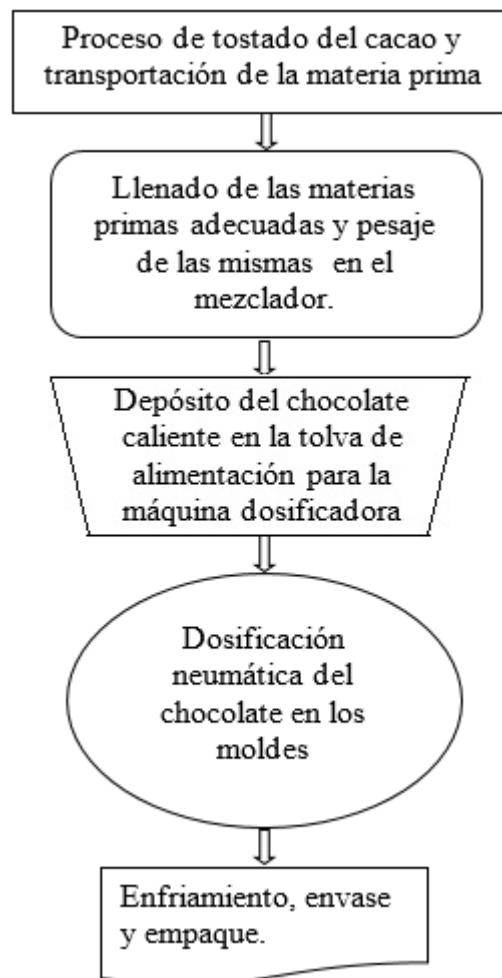 Proceso de tostado del cacao y
transportación de la materia prima
Llenado de las materias
primas adecuadas y pesaje
de las mismas en el
mezclador.
Depósito del chocolate
caliente en la tolva de
alimentación para la
máquina dosificadora
Dosificación
neumática del
chocolate en los
moldes
Enfriamiento, envase
y empaque.